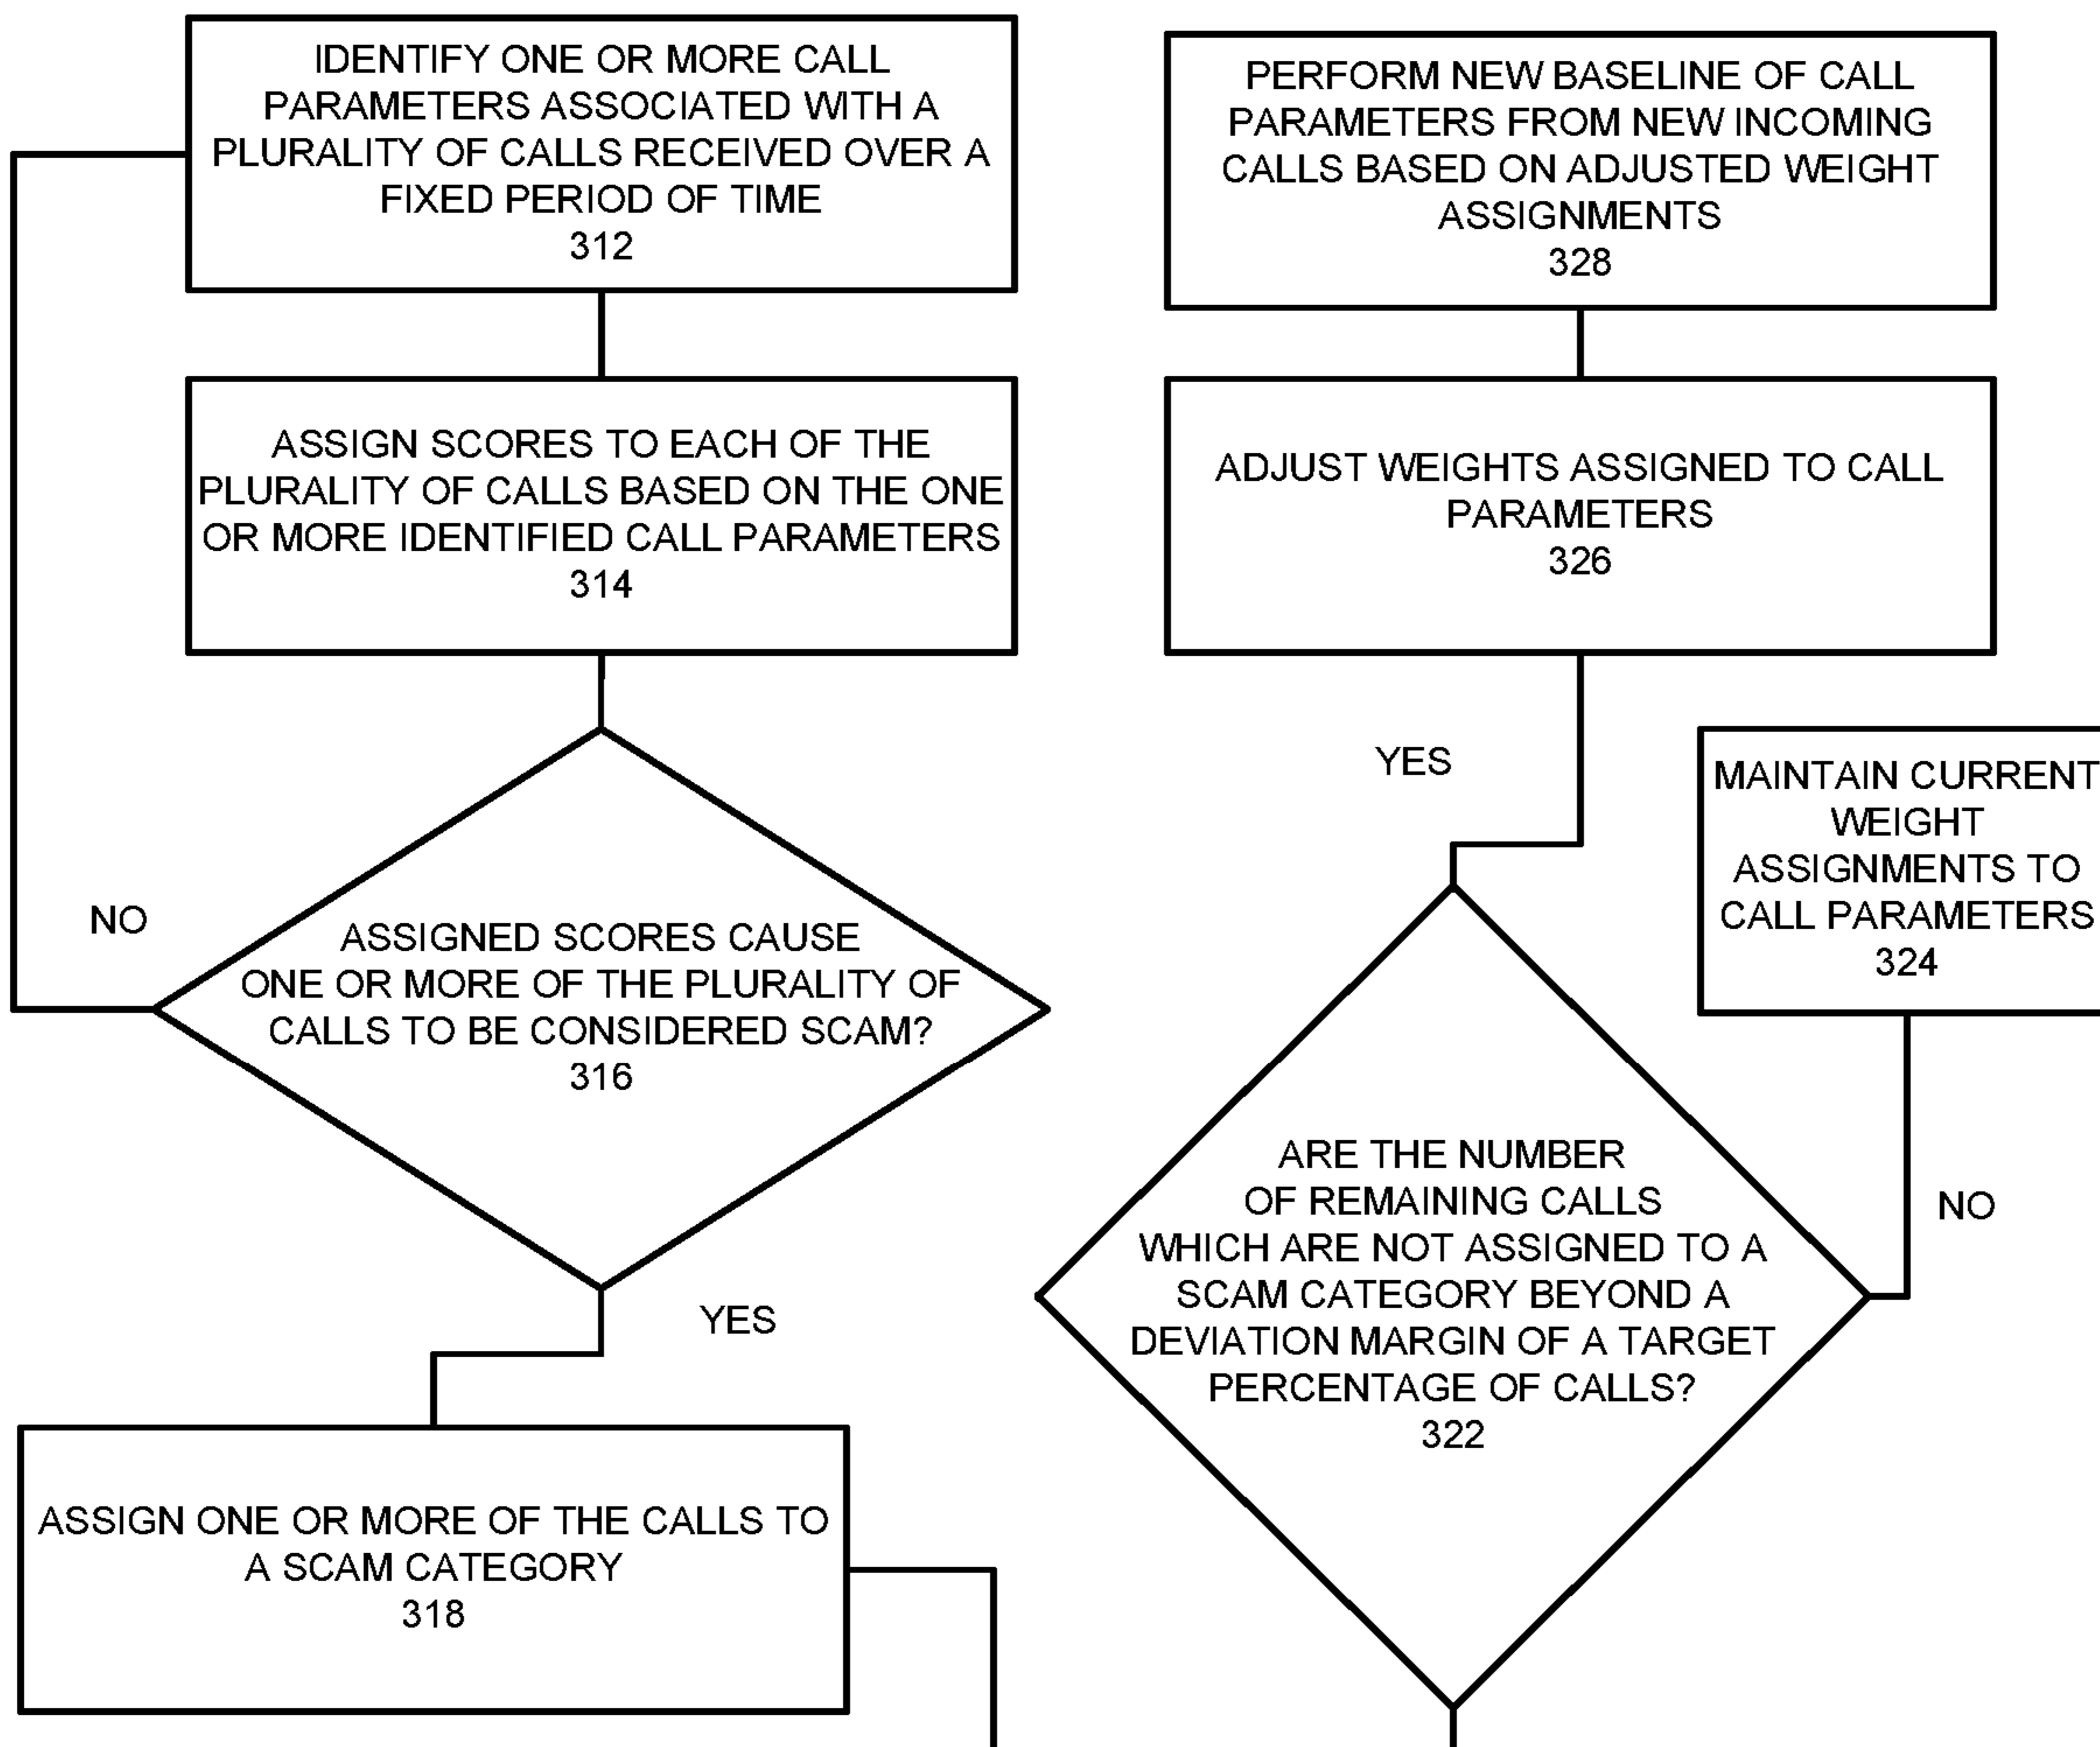 IDENTIFY ONE OR MORE CALL
PARAMETERS ASSOCIATED WITH A
PLURALITY OF CALLS RECEIVED OVER A
FIXED PERIOD OF TIME
312
ASSIGN SCORES TO EACH OF THE
PLURALITY OF CALLS BASED ON THE ONE
OR MORE IDENTIFIED CALL PARAMETERS
314
NO
ASSIGNED SCORES CAUSE
ONE OR MORE OF THE PLURALITY OF
CALLS TO BE CONSIDERED SCAM?
316
YES
ASSIGN ONE OR MORE OF THE CALLS TO
A SCAM CATEGORY
318
PERFORM NEW BASELINE OF CALL
PARAMETERS FROM NEW INCOMING
CALLS BASED ON ADJUSTED WEIGHT
ASSIGNMENTS
328
ADJUST WEIGHTS ASSIGNED TO CALL
PARAMETERS
326
YES
MAINTAIN CURRENT
WEIGHT
ASSIGNMENTS TO
CALL PARAMETERS
324
NO
ARE THE NUMBER
OF REMAINING CALLS
WHICH ARE NOT ASSIGNED TO A
SCAM CATEGORY BEYOND A
DEVIATION MARGIN OF A TARGET
PERCENTAGE OF CALLS?
322